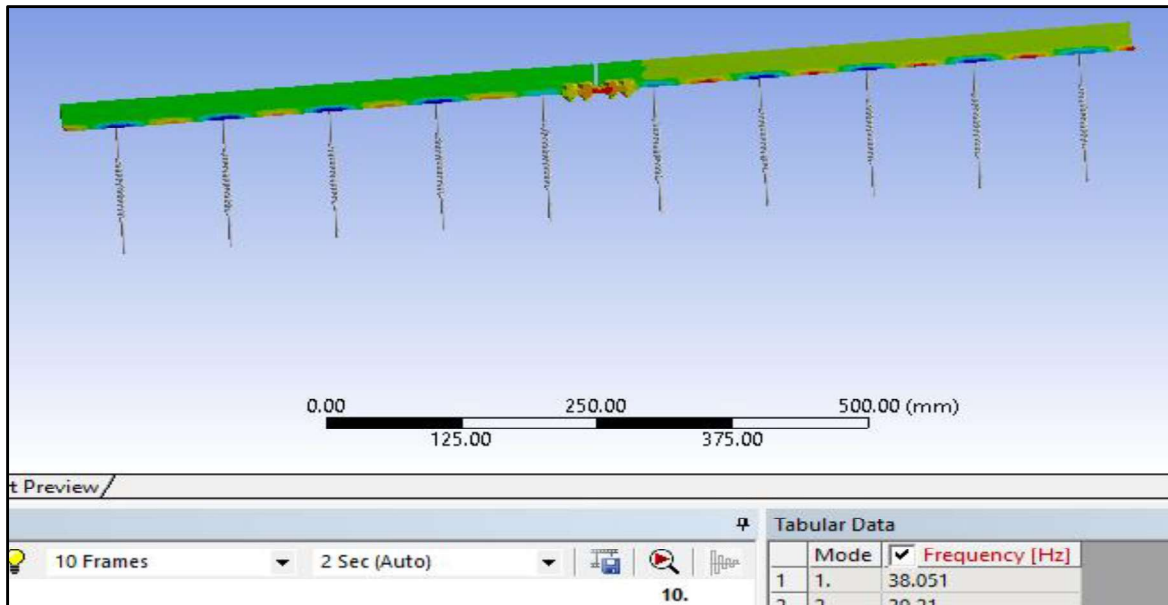 0.00 250.00 500.00 (mm)
125.00 375.00
t Preview
Tabular Data
10 Frames 2 Sec (Auto)
Mode Frequency [Hz]
1 1. 38.051
10.